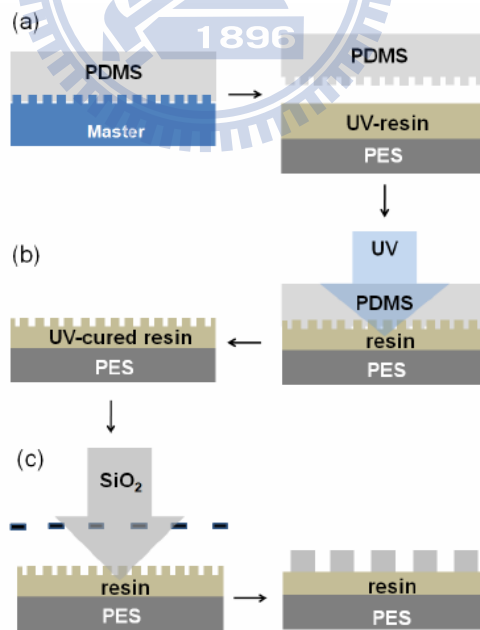 (a)
1896
PDMS
Master
PDMS
UV-resin
PES
(b)
UV
PDMS
resin
PES
UV-cured resin
PES
(c)
SiO₂
resin
PES
resin
PES